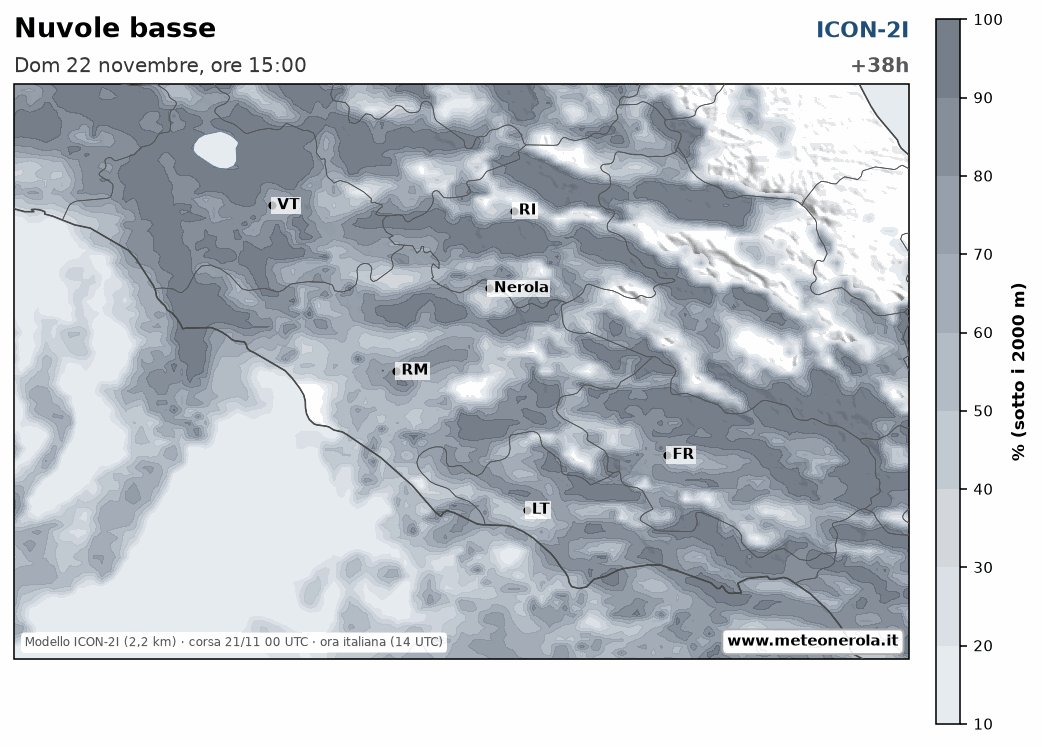 Nuvole basse
ICON-2I
Dom 22 novembre, ore 15:00
+38h
VT
RI
Nerola
RM
FR
LT
Modello ICON-2I (2,2 km) · corsa 21/11 00 UTC · ora italiana (14 UTC)
www.meteonerola.it
100
90
80
70
60
50
40
30
20
10
% (sotto i 2000 m)